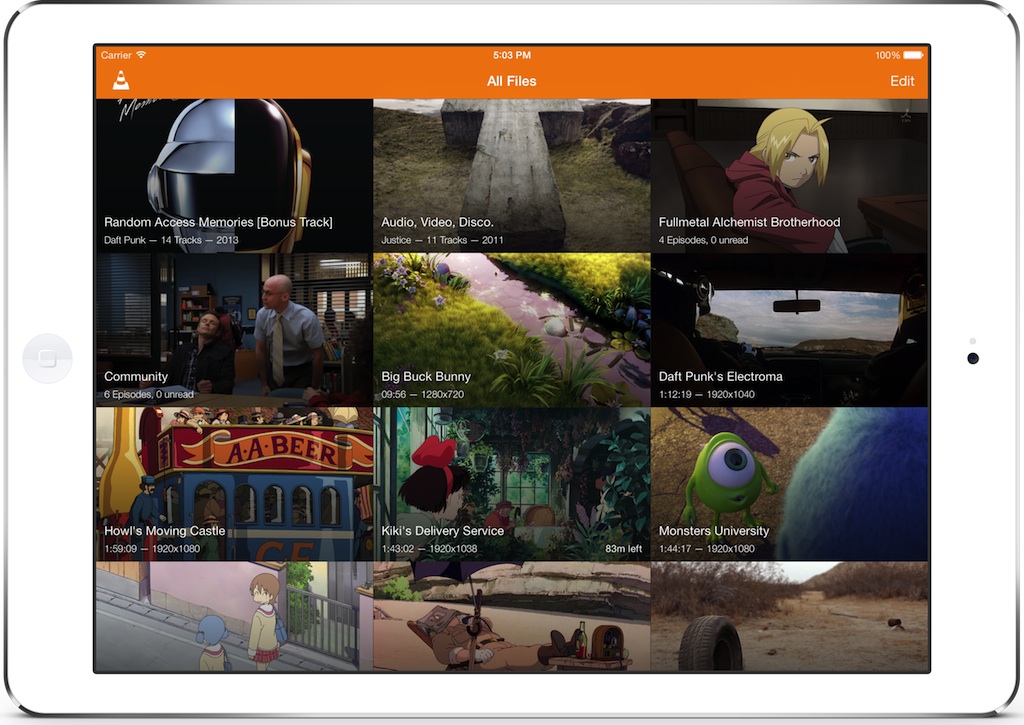 Carrier 5:03 PM 100%
All Files Edit
Random Access Memories [Bonus Track]
Daft Punk — 14 Tracks — 2013
Audio, Video, Disco.
Justice — 11 Tracks — 2011
Fullmetal Alchemist Brotherhood
4 Episodes, 0 unread
Community
6 Episodes, 0 unread
Big Buck Bunny
09:56 — 1280x720
Daft Punk's Electroma
1:12:19 — 1920x1040
A·A·BEER
Howl's Moving Castle
1:59:09 — 1920x1080
Kiki's Delivery Service
1:43:02 — 1920x1038 83m left
Monsters University
1:44:17 — 1920x1080